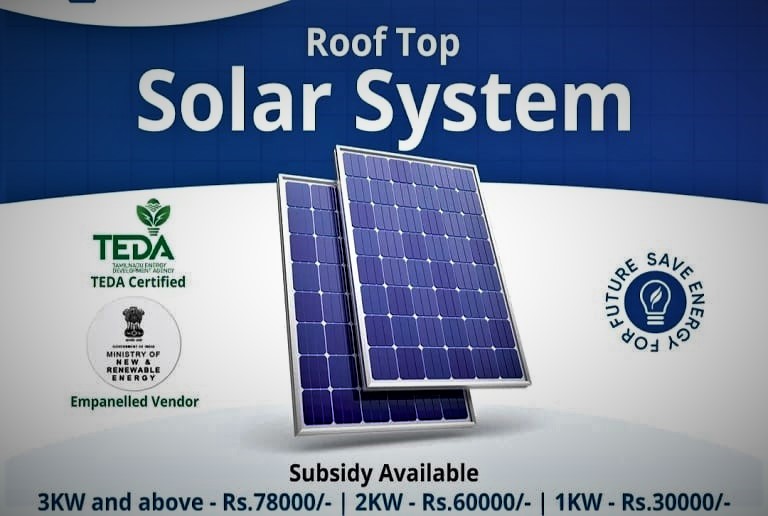 Roof Top
Solar System
TEDA
TAMILNADU ENERGY
DEVELOPMENT AGENCY
TEDA Certified
GOVERNMENT OF INDIA
MINISTRY OF
NEW &
RENEWABLE
ENERGY
Empanelled Vendor
SAVE ENERGY FOR FUTURE
Subsidy Available
3KW and above - Rs.78000/- | 2KW - Rs.60000/- | 1KW - Rs.30000/-